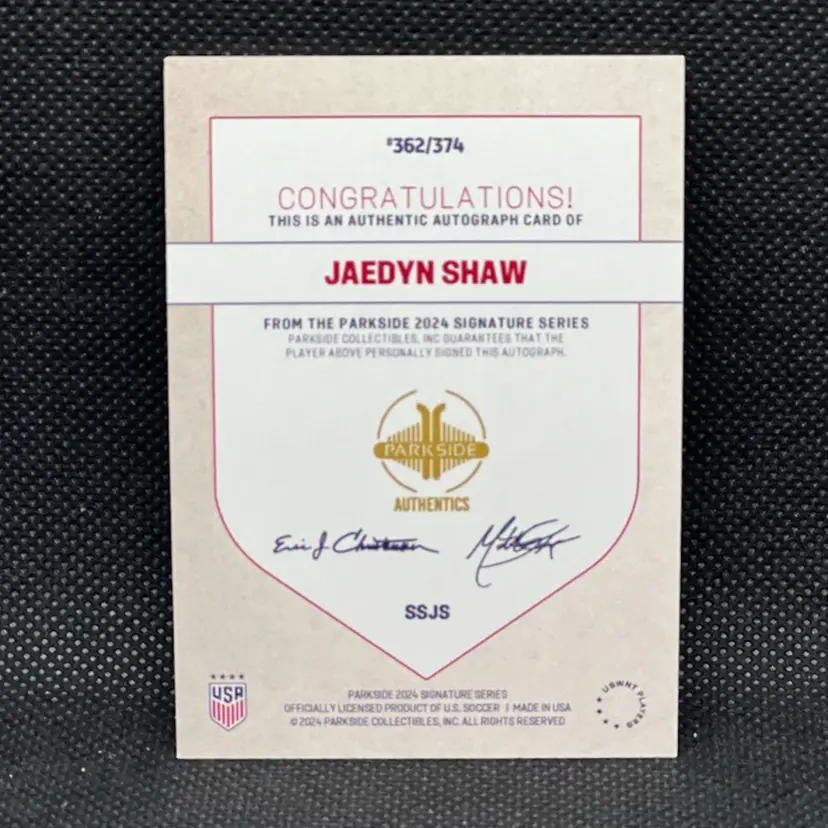 #362/374
CONGRATULATIONS!
THIS IS AN AUTHENTIC AUTOGRAPH CARD OF
JAEDYN SHAW
FROM THE PARKSIDE 2024 SIGNATURE SERIES
PARKSIDE COLLECTIBLES, INC GUARANTEES THAT THE
PLAYER ABOVE PERSONALLY SIGNED THIS AUTOGRAPH.
PARKSIDE
AUTHENTICS
Eric J.
SSJS
USA
PARKSIDE 2024 SIGNATURE SERIES
OFFICIALLY LICENSED PRODUCT OF U.S. SOCCER | MADE IN USA
© 2024 PARKSIDE COLLECTIBLES, INC. ALL RIGHTS RESERVED
USWNT PLAYERS